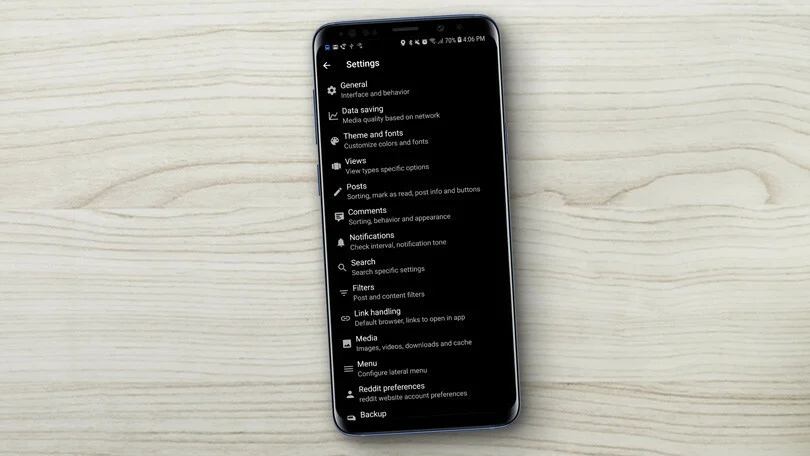 70% 4:06 PM
Settings
General
Interface and behavior
Data saving
Media quality based on network
Theme and fonts
Customize colors and fonts
Views
View types specific options
Posts
Sorting, mark as read, post info and buttons
Comments
Sorting, behavior and appearance
Notifications
Check interval, notification tone
Search
Search specific settings
Filters
Post and content filters
Link handling
Default browser, links to open in app
Media
Images, videos, downloads and cache
Menu
Configure lateral menu
Reddit preferences
reddit website account preferences
Backup